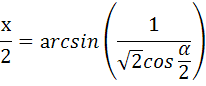 x/2 = arcsin(1/(√2cos α/2))